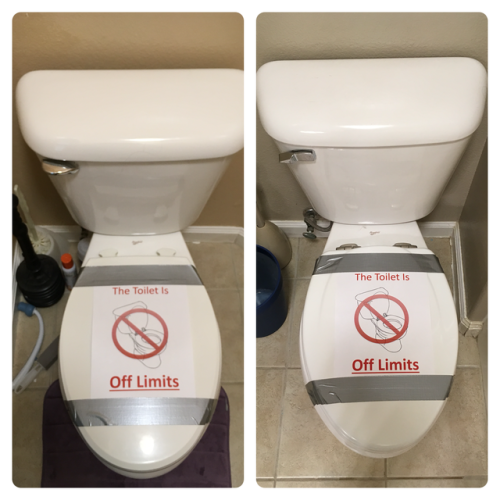 The Toilet Is
Off Limits
The Toilet Is
Off Limits